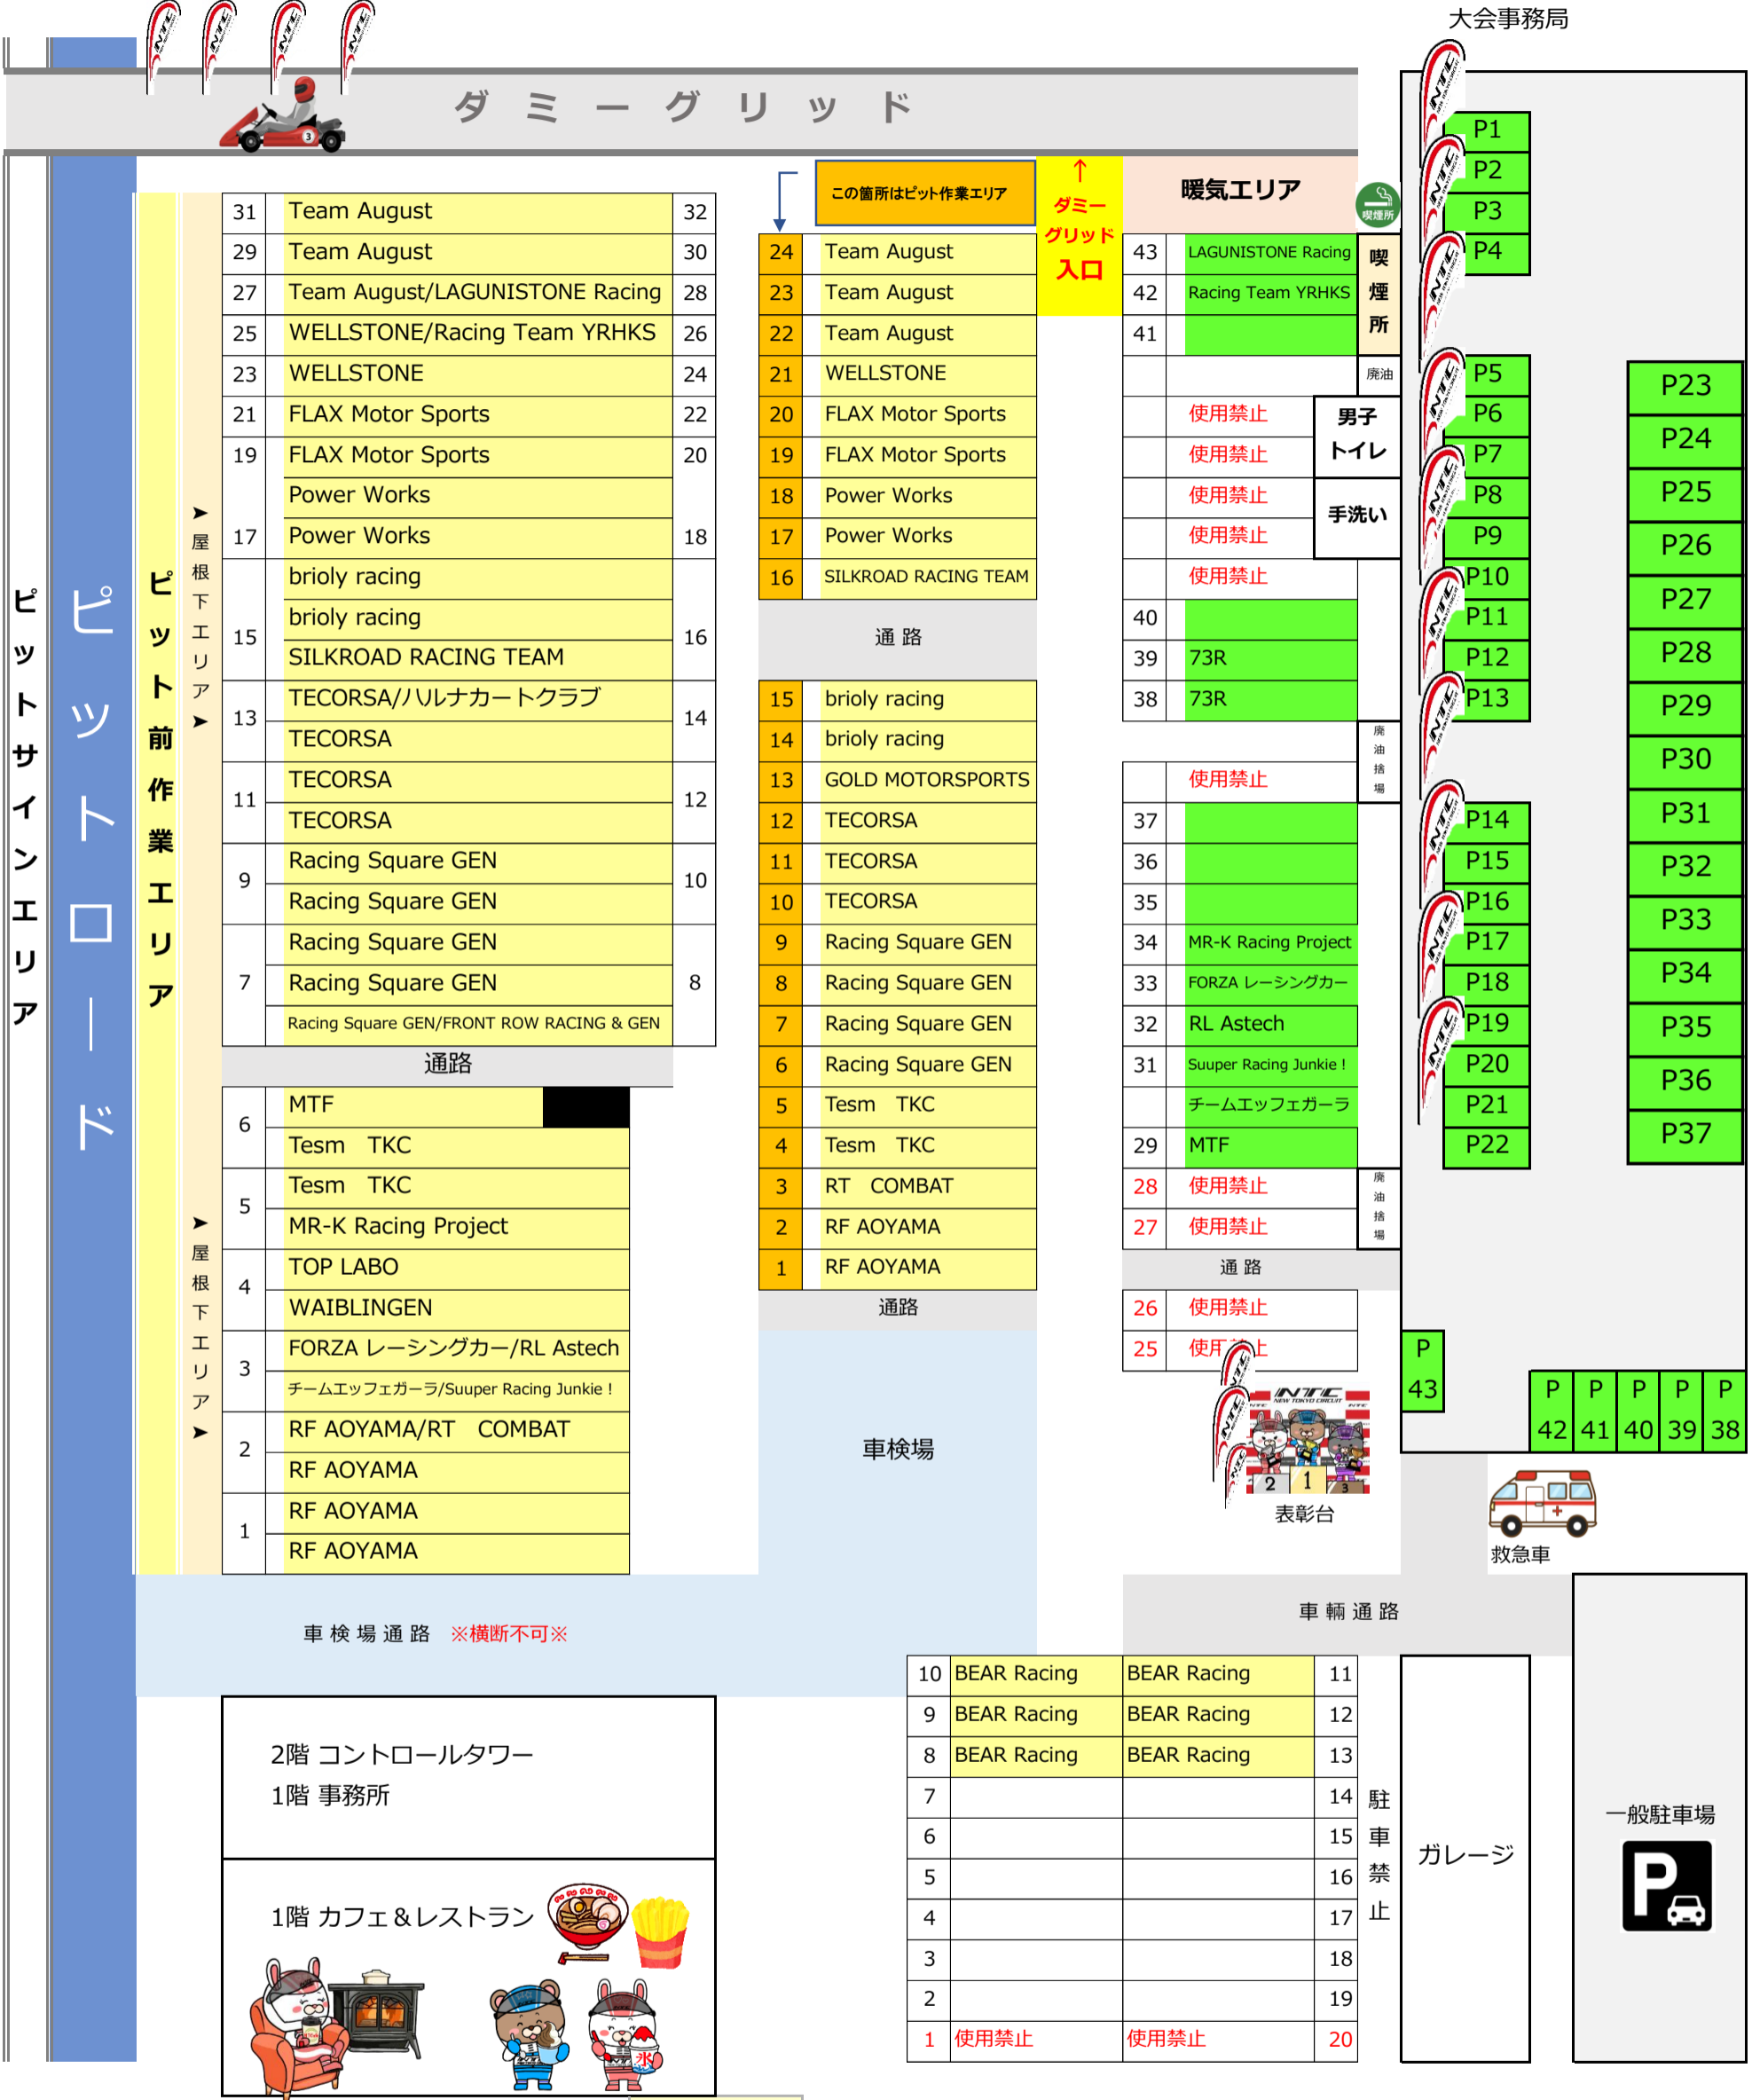 大会事務局
ダミーグリッド
この箇所はピット作業エリア
↑
ダミー
グリッド
入口
暖気エリア
喫煙所
ピットサインエリア
ピットロード
ピット前作業エリア
➤屋根下エリア➤
➤屋根下エリア➤
31 Team August 32
29 Team August 30
27 Team August/LAGUNISTONE Racing 28
25 WELLSTONE/Racing Team YRHKS 26
23 WELLSTONE 24
21 FLAX Motor Sports 22
19 FLAX Motor Sports 20
Power Works
17 Power Works 18
brioly racing
brioly racing
15 16
SILKROAD RACING TEAM
TECORSA/ハルナカートクラブ
13 14
TECORSA
TECORSA
11 12
TECORSA
Racing Square GEN
9 10
Racing Square GEN
Racing Square GEN
7 Racing Square GEN 8
Racing Square GEN/FRONT ROW RACING & GEN
通路
MTF
6
Tesm TKC
Tesm TKC
5
MR-K Racing Project
TOP LABO
4
WAIBLINGEN
FORZA レーシングカー/RL Astech
3
チームエッフェガーラ/Suuper Racing Junkie！
RF AOYAMA/RT COMBAT
2
RF AOYAMA
RF AOYAMA
1
RF AOYAMA
24 Team August
23 Team August
22 Team August
21 WELLSTONE
20 FLAX Motor Sports
19 FLAX Motor Sports
18 Power Works
17 Power Works
16 SILKROAD RACING TEAM
通路
15 brioly racing
14 brioly racing
13 GOLD MOTORSPORTS
12 TECORSA
11 TECORSA
10 TECORSA
9 Racing Square GEN
8 Racing Square GEN
7 Racing Square GEN
6 Racing Square GEN
5 Tesm TKC
4 Tesm TKC
3 RT COMBAT
2 RF AOYAMA
1 RF AOYAMA
通路
車検場
43 LAGUNISTONE Racing
42 Racing Team YRHKS
41
喫煙所
廃油
使用禁止
使用禁止
使用禁止
使用禁止
使用禁止
男子
トイレ
手洗い
40
39 73R
38 73R
廃油捨場
使用禁止
37
36
35
34 MR-K Racing Project
33 FORZA レーシングカー
32 RL Astech
31 Suuper Racing Junkie！
チームエッフェガーラ
29 MTF
28 使用禁止
27 使用禁止
廃油捨場
通路
26 使用禁止
25 使用禁止
NTC
NEW TOKYO CIRCUIT
2 1 3
表彰台
P1
P2
P3
P4
P5
P6
P7
P8
P9
P10
P11
P12
P13
P14
P15
P16
P17
P18
P19
P20
P21
P22
P23
P24
P25
P26
P27
P28
P29
P30
P31
P32
P33
P34
P35
P36
P37
P
43
P P P P P
42 41 40 39 38
救急車
車輌通路
車検場通路 ※横断不可※
10 BEAR Racing BEAR Racing 11
9 BEAR Racing BEAR Racing 12
8 BEAR Racing BEAR Racing 13
7 14
6 15
5 16
4 17
3 18
2 19
1 使用禁止 使用禁止 20
駐車禁止
ガレージ
一般駐車場
P
2階 コントロールタワー
1階 事務所
1階 カフェ＆レストラン
氷